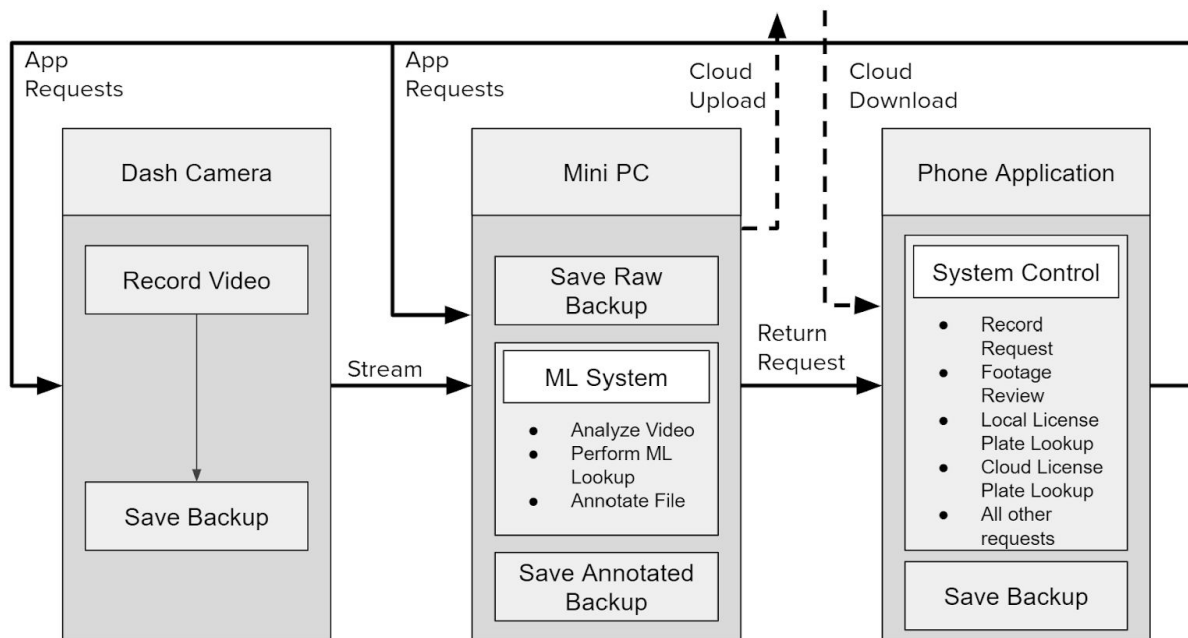 App
Requests
App
Requests
Cloud
Upload
Cloud
Download
Dash Camera
Record Video
Save Backup
Stream
Mini PC
Save Raw
Backup
ML System
● Analyze Video
● Perform ML
Lookup
● Annotate File
Save Annotated
Backup
Return
Request
Phone Application
System Control
● Record
Request
● Footage
Review
● Local License
Plate Lookup
● Cloud License
Plate Lookup
● All other
requests
Save Backup